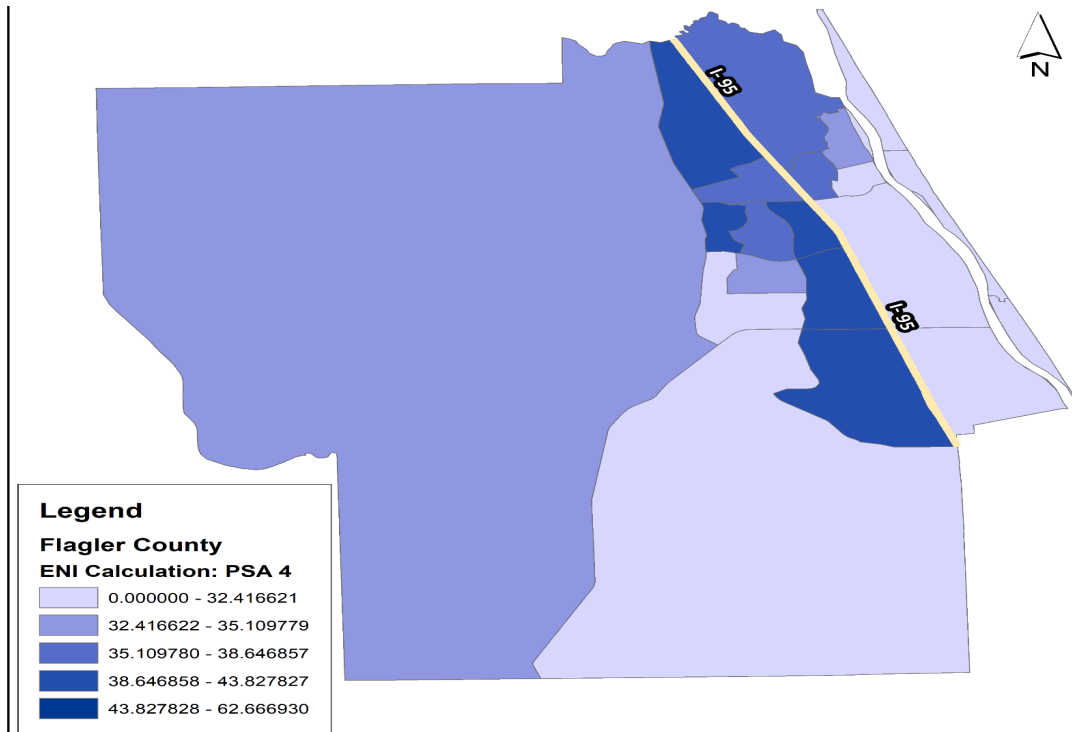 N
I-95
I-95
Legend
Flagler County
ENI Calculation: PSA 4
0.000000 - 32.416621
32.416622 - 35.109779
35.109780 - 38.646857
38.646858 - 43.827827
43.827828 - 62.666930